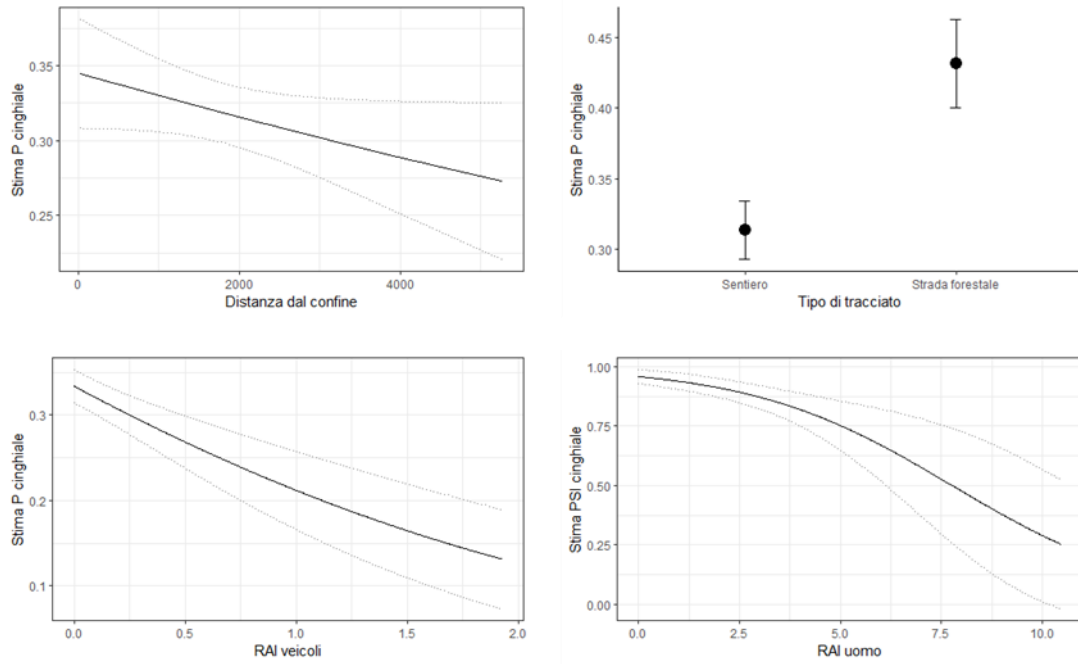 Stima P cinghiale
0.35
0.30
0.25
0
2000
4000
Distanza dal confine
Stima P cinghiale
0.45
0.40
0.35
0.30
Sentiero
Strada forestale
Tipo di tracciato
Stima P cinghiale
0.3
0.2
0.1
0.0
0.5
1.0
1.5
2.0
RAI veicoli
Stima PSI cinghiale
1.00
0.75
0.50
0.25
0.00
0.0
2.5
5.0
7.5
10.0
RAI uomo